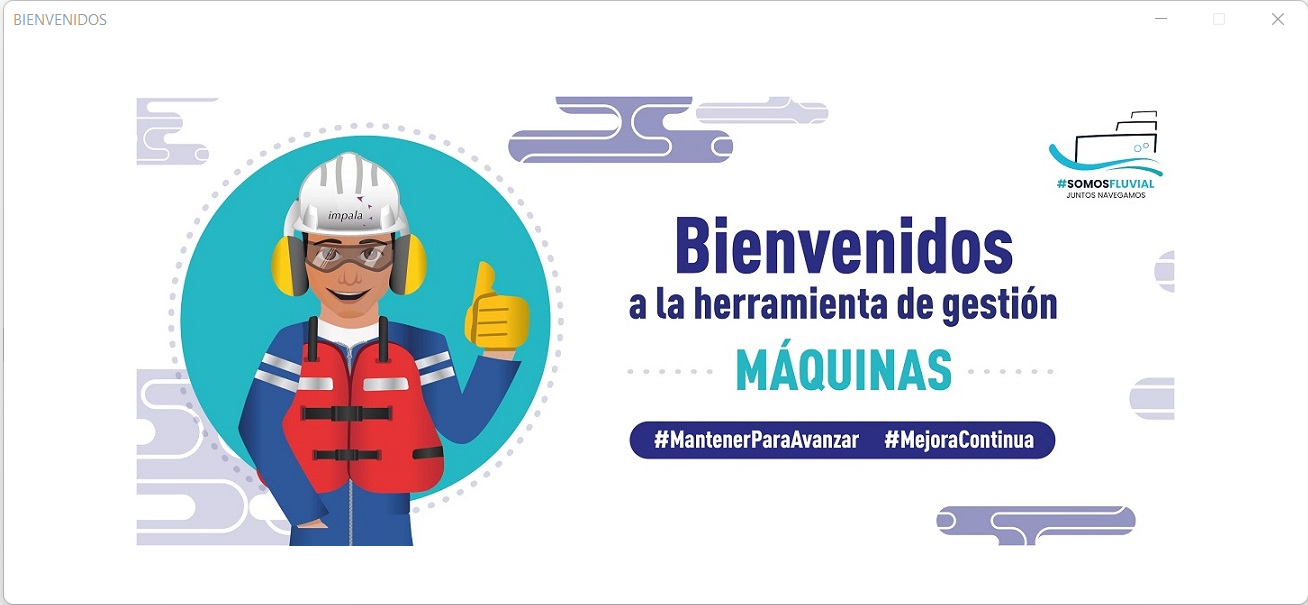 BIENVENIDOS
impala
#SOMOSFLUVIAL
JUNTOS NAVEGAMOS
Bienvenidos
a la herramienta de gestión
MÁQUINAS
#MantenerParaAvanzar #MejoraContinua